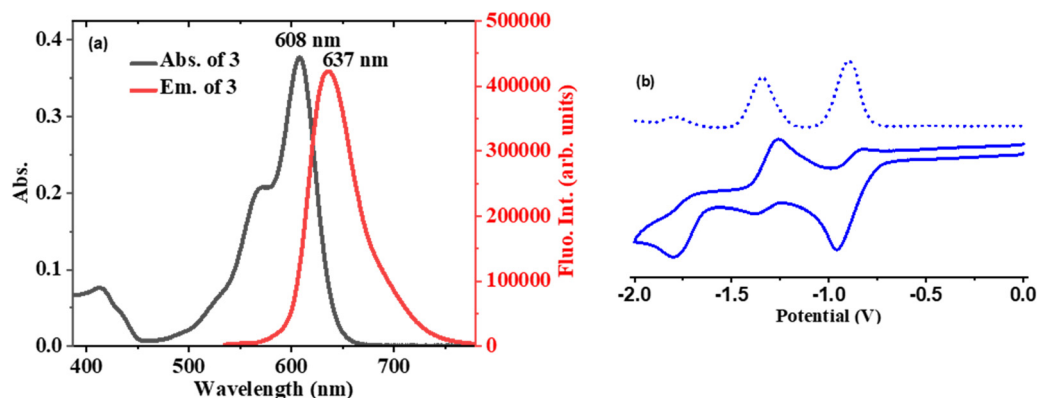 (a)
608 nm
637 nm
Abs. of 3
Em. of 3
0.4
0.3
0.2
0.1
0.0
Abs.
400
500
600
700
Wavelength (nm)
500000
400000
300000
200000
100000
0
Fluo. Int. (arb. units)
(b)
-2.0
-1.5
-1.0
-0.5
0.0
Potential (V)